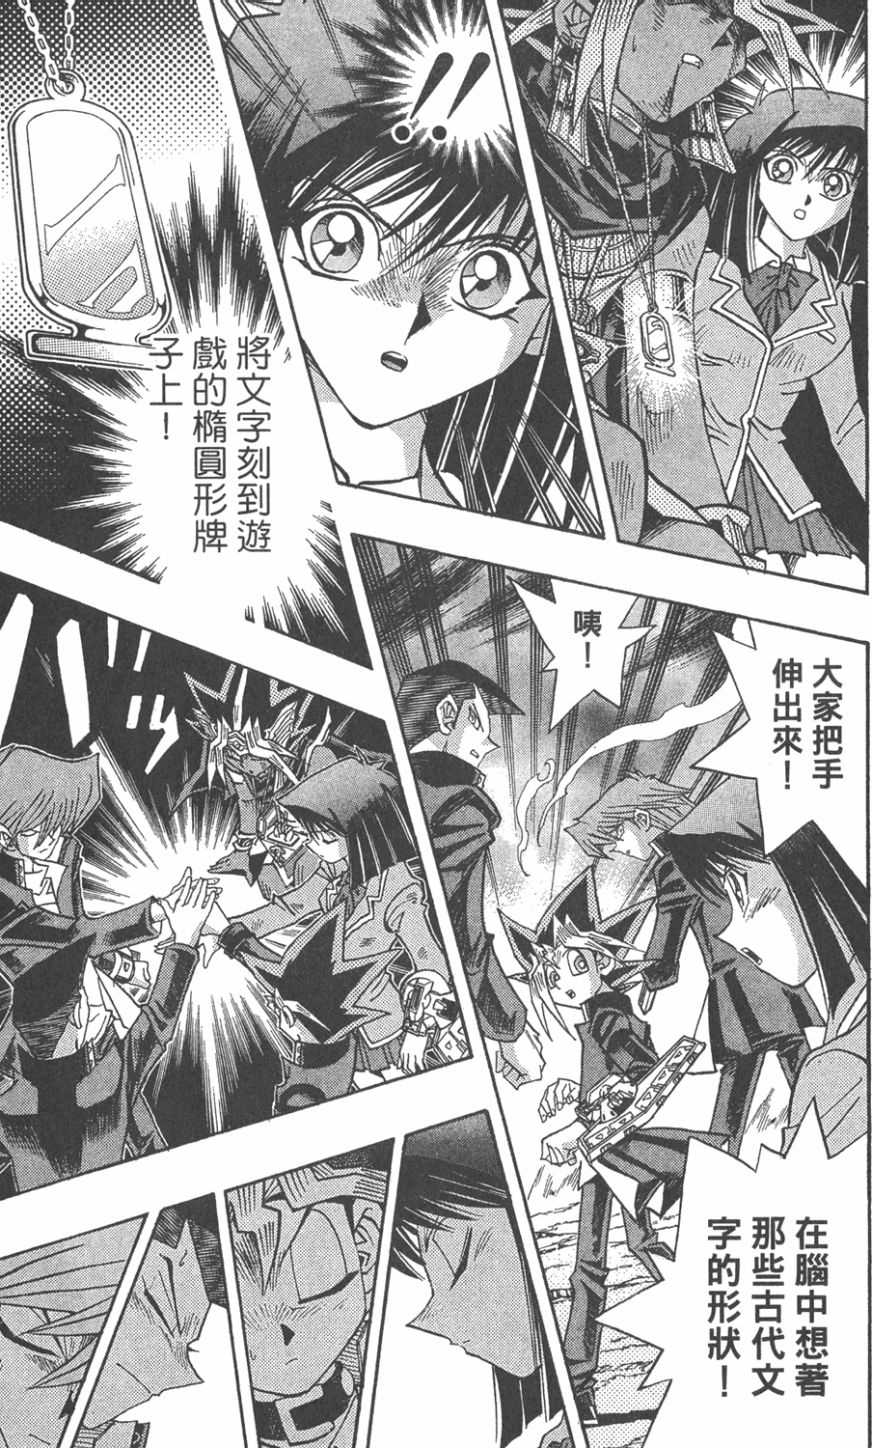 !!
將文字刻到遊
戲的橢圓形牌
子上！
大家把手
伸出來！
咦！
在腦中想著
那些古代文
字的形狀！